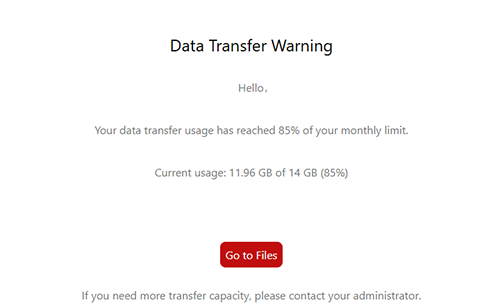 Data Transfer Warning
Hello,
Your data transfer usage has reached 85% of your monthly limit.
Current usage: 11.96 GB of 14 GB (85%)
Go to Files
If you need more transfer capacity, please contact your administrator.